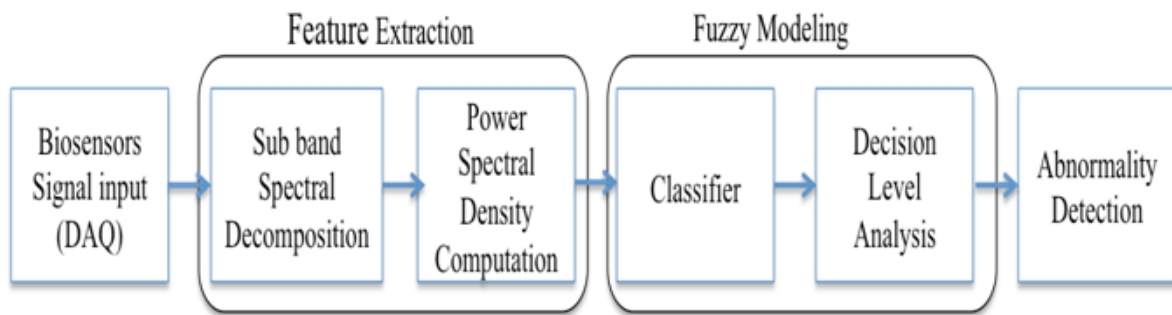 Feature Extraction
Fuzzy Modeling
Biosensors
Signal input
(DAQ)
Sub band
Spectral
Decomposition
Power
Spectral
Density
Computation
Classifier
Decision
Level
Analysis
Abnormality
Detection